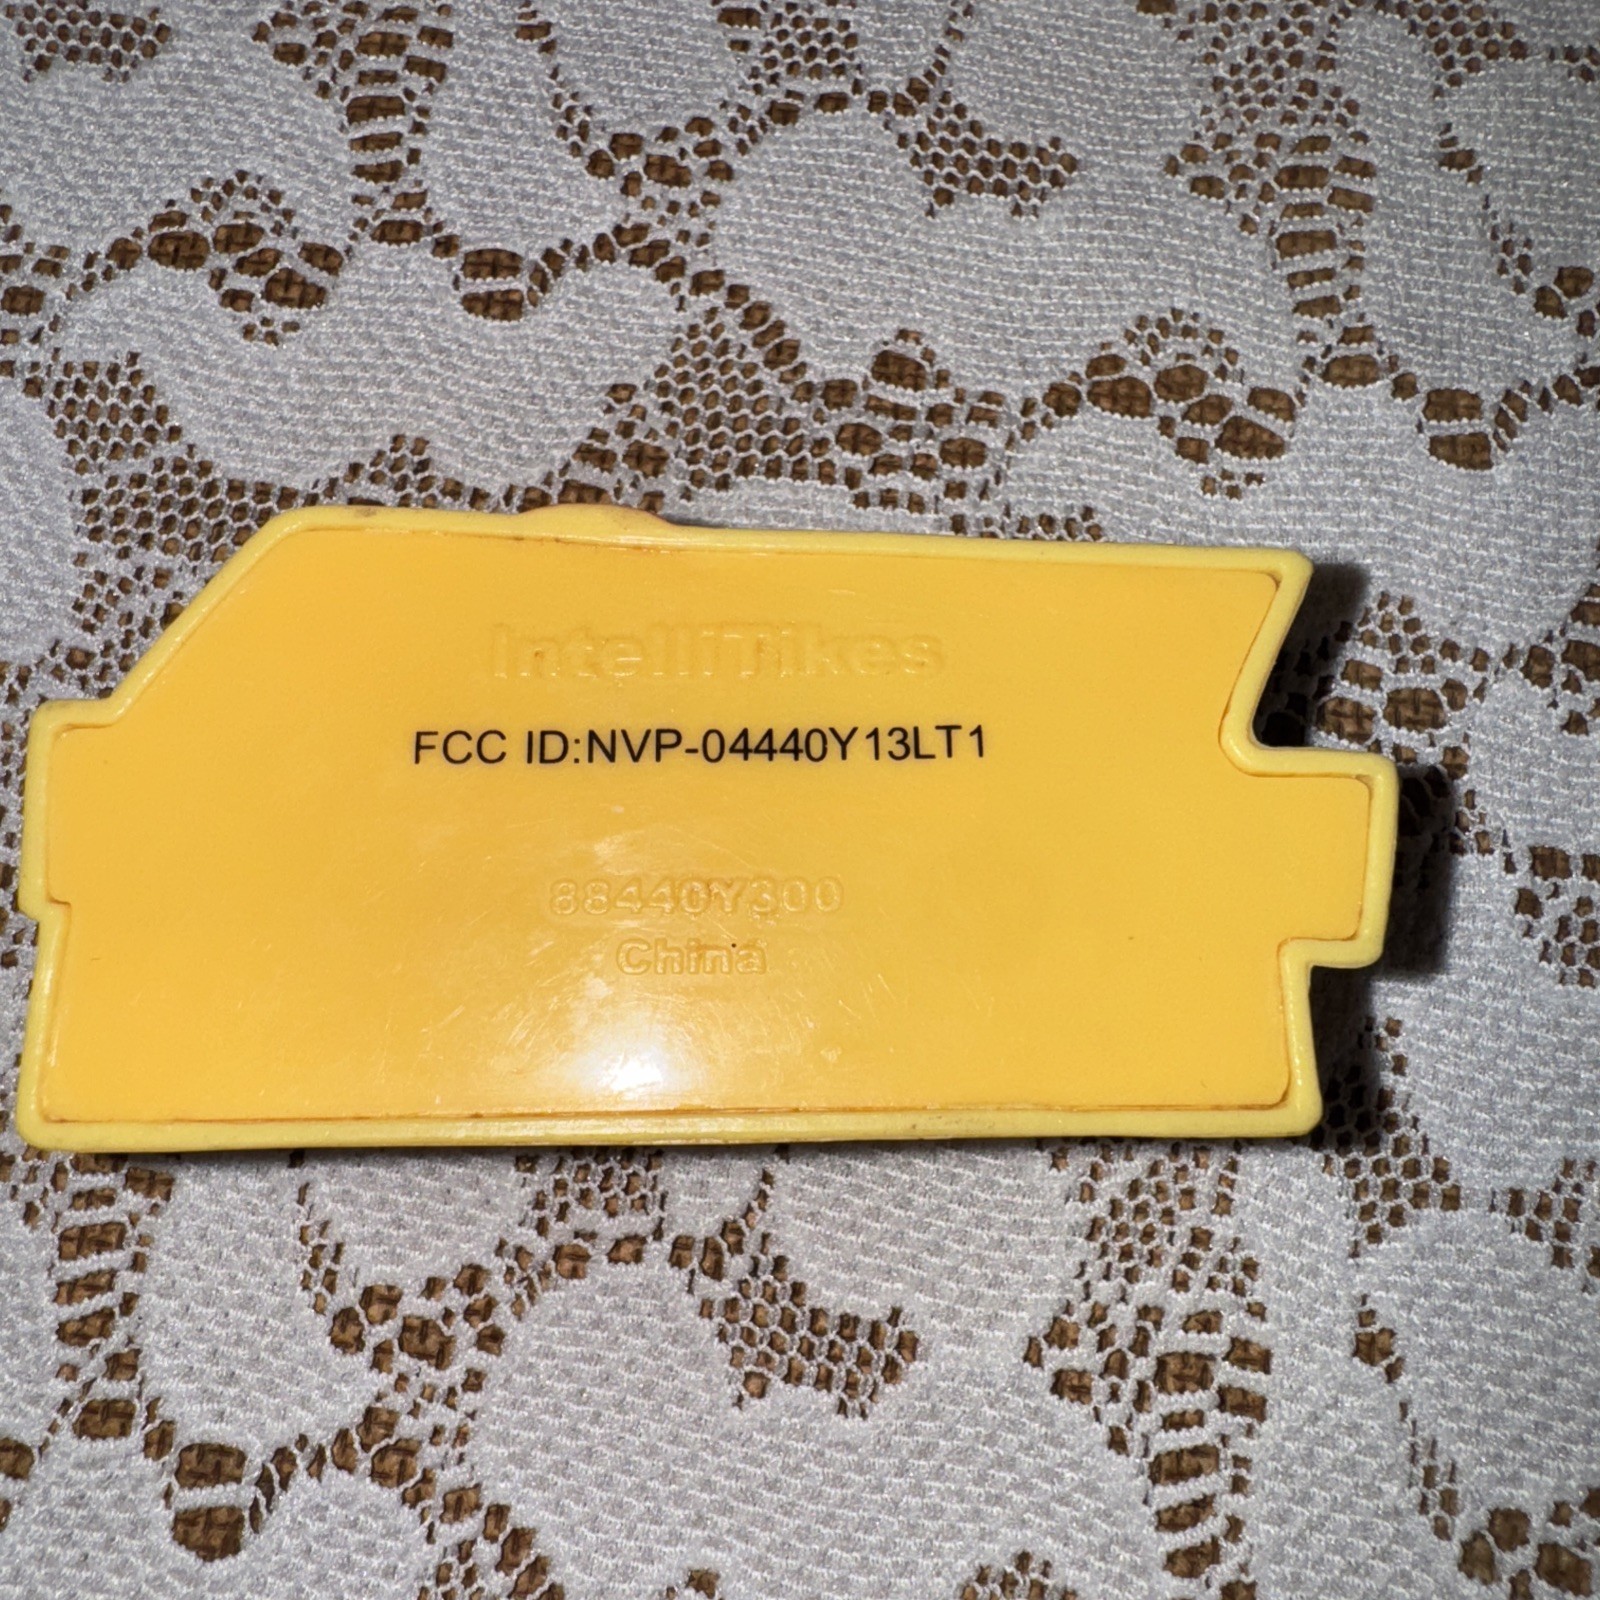 IntelliTikes
FCC ID:NVP-04440Y13LT1
88440Y300
China